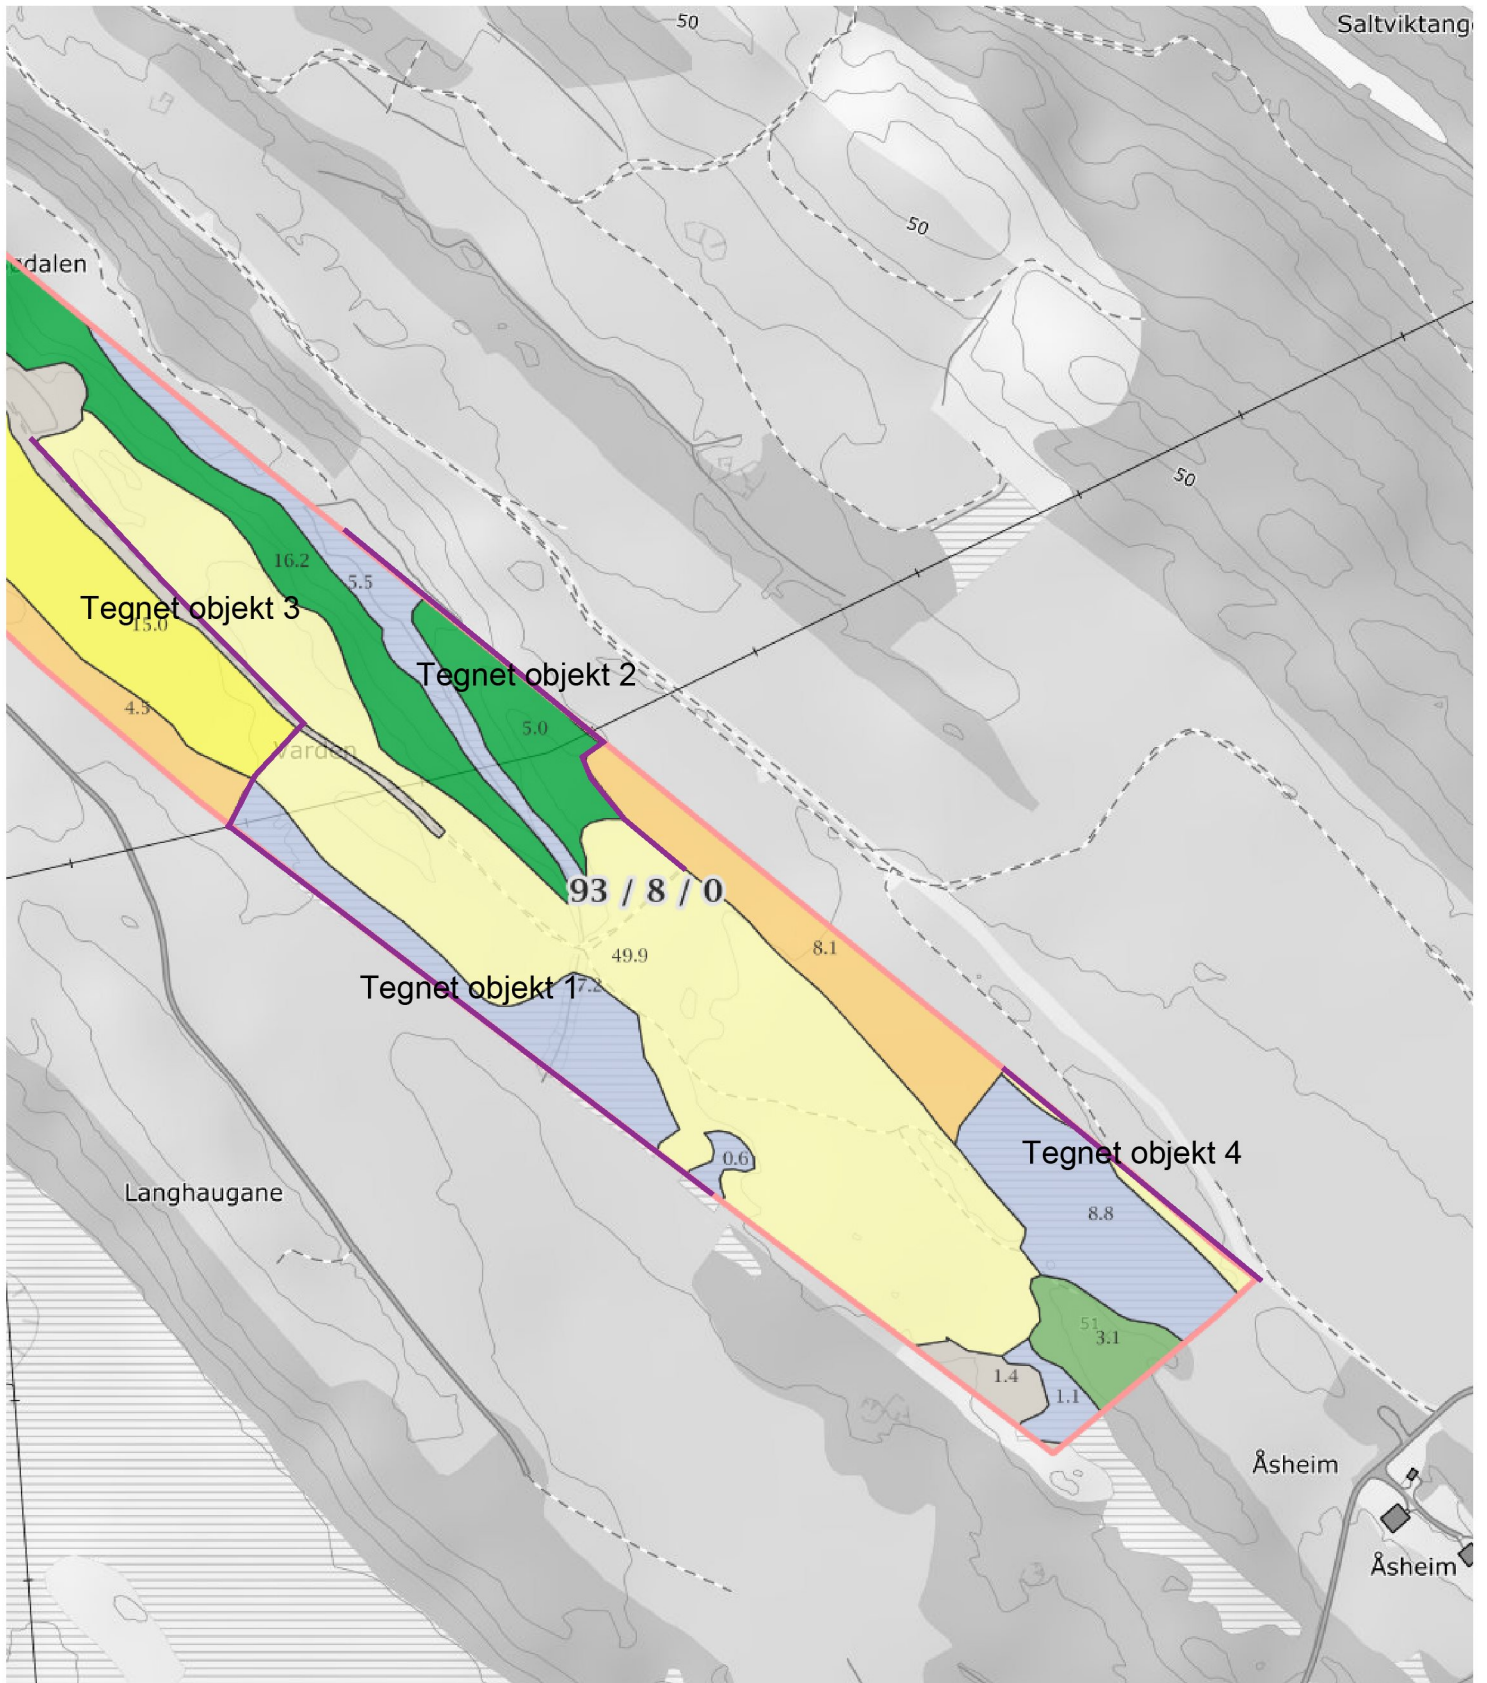 50
Saltviktang
50
dalen
50
16.2
5.5
Tegnet objekt 3
15.0
Tegnet objekt 2
4.5
5.0
Varden
93 / 8 / 0
8.1
49.9
Tegnet objekt 1
7.2
Tegnet objekt 4
0.6
Langhaugane
8.8
51
3.1
1.4
1.1
Åsheim
Åsheim